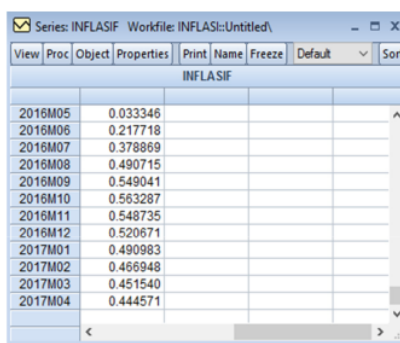 Series: INFLASIF Workfile: INFLASI::Untitled\
View Proc Object Properties Print Name Freeze Default Sor
INFLASIF
2016M05 0.033346
2016M06 0.217718
2016M07 0.378869
2016M08 0.490715
2016M09 0.549041
2016M10 0.563287
2016M11 0.548735
2016M12 0.520671
2017M01 0.490983
2017M02 0.466948
2017M03 0.451540
2017M04 0.444571